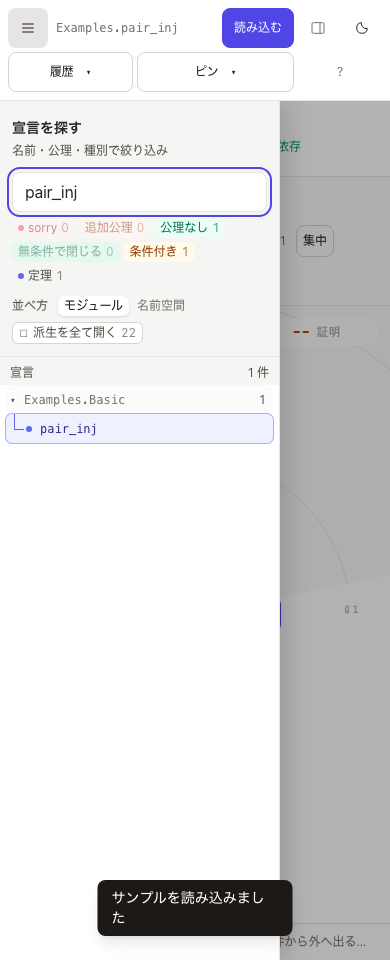 Examples.pair_inj
読み込む
履歴 ▾
ピン ▾
?
宣言を探す
名前・公理・種別で絞り込み
pair_inj
sorry 0 追加公理 0 公理なし 1
無条件で閉じる 0 条件付き 1
定理 1
並べ方 モジュール 名前空間
派生を全て開く 22
宣言 1 件
▾ Examples.Basic 1
pair_inj
依存
1 集中
証明
1
から外へ出る…
サンプルを読み込みまし
た